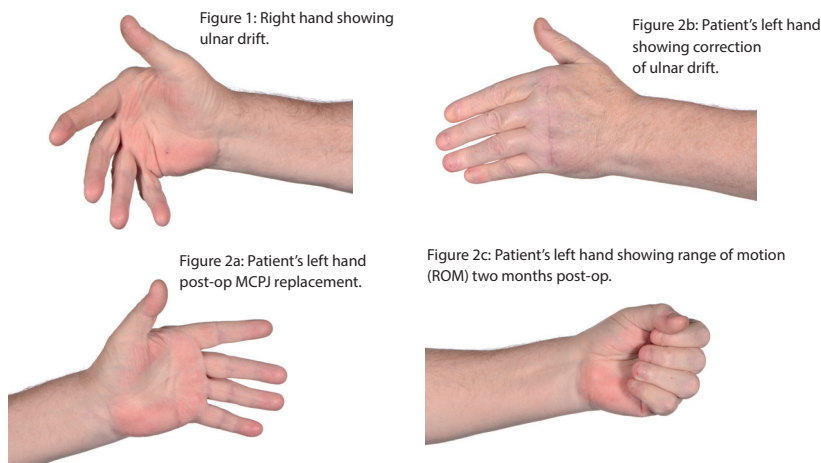 Figure 1: Right hand showing
ulnar drift.
Figure 2b: Patient’s left hand
showing correction
of ulnar drift.
Figure 2a: Patient’s left hand
post-op MCPJ replacement.
Figure 2c: Patient’s left hand showing range of motion
(ROM) two months post-op.